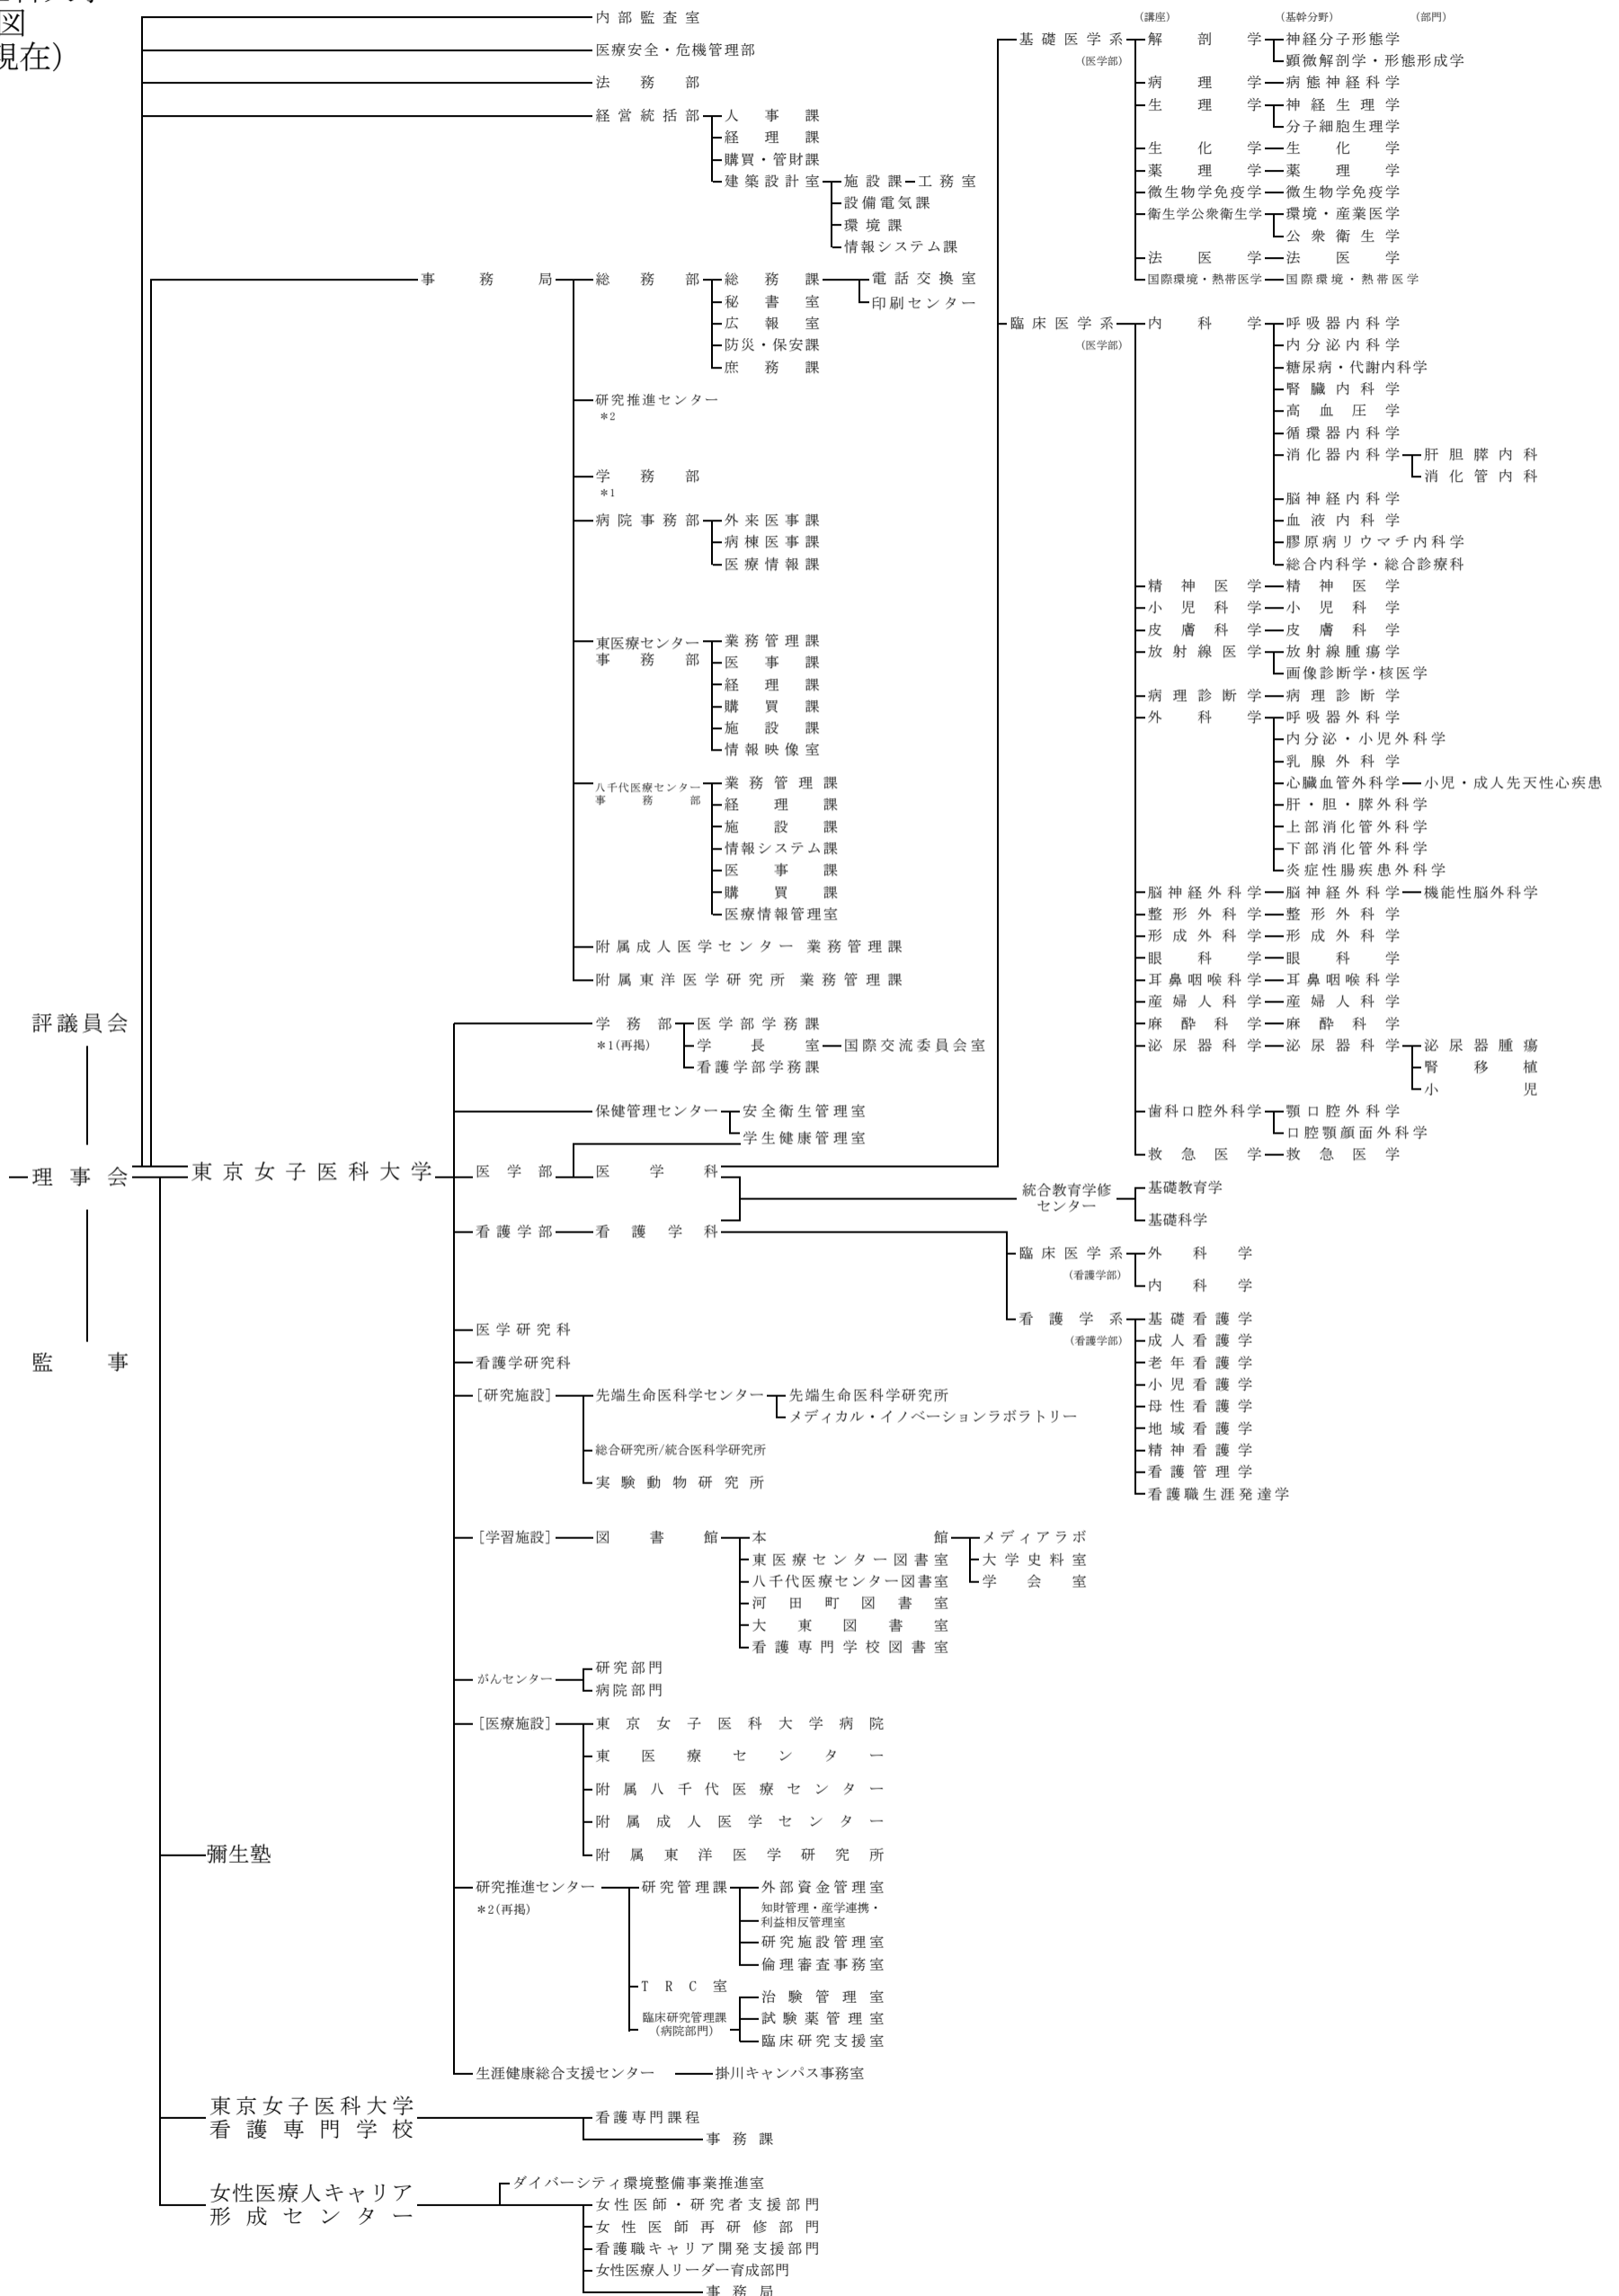 図
現在）
評議員会
理事会
監事
内部監査室
医療安全・危機管理部
法務部
経営統括部
人事課
経理課
購買・管財課
建築設計室
施設課
工務室
設備電気課
環境課
情報システム課
事務局
総務部
総務課
電話交換室
印刷センター
秘書室
広報室
防災・保安課
庶務課
研究推進センター
＊2
学務部
＊1
病院事務部
外来医事課
病棟医事課
医療情報課
東医療センター
事務部
業務管理課
医事課
経理課
購買課
施設課
情報映像室
八千代医療センター
事務部
業務管理課
経理課
施設課
情報システム課
医事課
購買課
医療情報管理室
附属成人医学センター 業務管理課
附属東洋医学研究所 業務管理課
東京女子医科大学
学務部
＊1(再掲)
医学部学務課
学長室
国際交流委員会室
看護学部学務課
保健管理センター
安全衛生管理室
学生健康管理室
医学部
医学科
看護学部
看護学科
医学研究科
看護学研究科
[研究施設]
先端生命医科学センター
先端生命医科学研究所
メディカル・イノベーションラボラトリー
総合研究所/統合医科学研究所
実験動物研究所
[学習施設]
図書館
本館
メディアラボ
大学史料室
学会室
東医療センター図書室
八千代医療センター図書室
河田町図書室
大東図書室
看護専門学校図書室
がんセンター
研究部門
病院部門
[医療施設]
東京女子医科大学病院
東医療センター
附属八千代医療センター
附属成人医学センター
附属東洋医学研究所
研究推進センター
＊2(再掲)
研究管理課
外部資金管理室
知財管理・産学連携・
利益相反管理室
研究施設管理室
倫理審査事務室
TRC室
臨床研究管理課
(病院部門)
治験管理室
試験薬管理室
臨床研究支援室
生涯健康総合支援センター
掛川キャンパス事務室
彌生塾
東京女子医科大学
看護専門学校
看護専門課程
事務課
女性医療人キャリア
形成センター
ダイバーシティ環境整備事業推進室
女性医師・研究者支援部門
女性医師再研修部門
看護職キャリア開発支援部門
女性医療人リーダー育成部門
事務局
(講座)
(基幹分野)
(部門)
基礎医学系
(医学部)
解剖学
神経分子形態学
顕微解剖学・形態形成学
病理学
病態神経科学
生理学
神経生理学
分子細胞生理学
生化学
生化学
薬理学
薬理学
微生物学免疫学
微生物学免疫学
衛生学公衆衛生学
環境・産業医学
公衆衛生学
法医学
法医学
国際環境・熱帯医学
国際環境・熱帯医学
臨床医学系
(医学部)
内科学
呼吸器内科学
内分泌内科学
糖尿病・代謝内科学
腎臓内科学
高血圧学
循環器内科学
消化器内科学
肝胆膵内科
消化管内科
脳神経内科学
血液内科学
膠原病リウマチ内科学
総合内科学・総合診療科
精神医学
精神医学
小児科学
小児科学
皮膚科学
皮膚科学
放射線医学
放射線腫瘍学
画像診断学・核医学
病理診断学
病理診断学
外科学
呼吸器外科学
内分泌・小児外科学
乳腺外科学
心臓血管外科学
小児・成人先天性心疾患
肝・胆・膵外科学
上部消化管外科学
下部消化管外科学
炎症性腸疾患外科学
脳神経外科学
脳神経外科学
機能性脳外科学
整形外科学
整形外科学
形成外科学
形成外科学
眼科学
眼科学
耳鼻咽喉科学
耳鼻咽喉科学
産婦人科学
産婦人科学
麻酔科学
麻酔科学
泌尿器科学
泌尿器科学
泌尿器腫瘍
腎移植
小児
歯科口腔外科学
顎口腔外科学
口腔顎顔面外科学
救急医学
救急医学
統合教育学修
センター
基礎教育学
基礎科学
臨床医学系
(看護学部)
外科学
内科学
看護学系
(看護学部)
基礎看護学
成人看護学
老年看護学
小児看護学
母性看護学
地域看護学
精神看護学
看護管理学
看護職生涯発達学